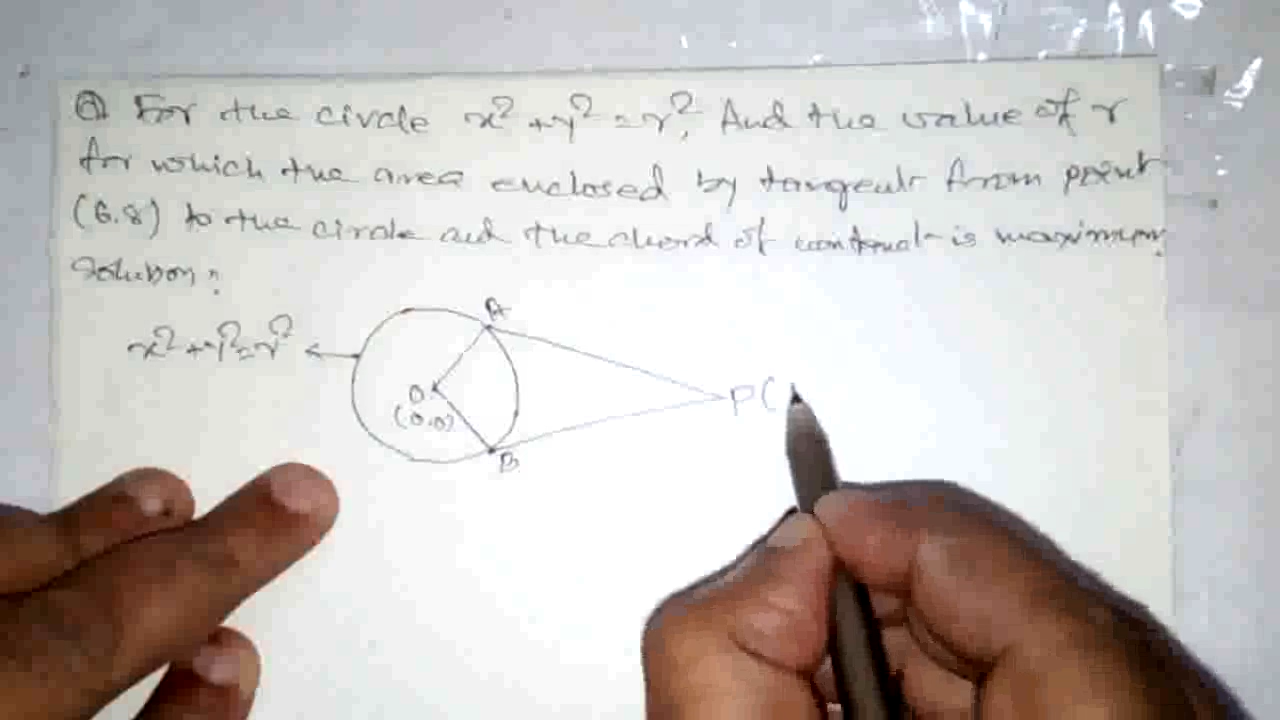 Q For the circle x²+y²=r², find the value of r
for which the area enclosed by tangents from point
(6.8) to the circle and the chord of contact is maximum
Solution:
A
x²+y²=r²
O
(0,0)
P(
B